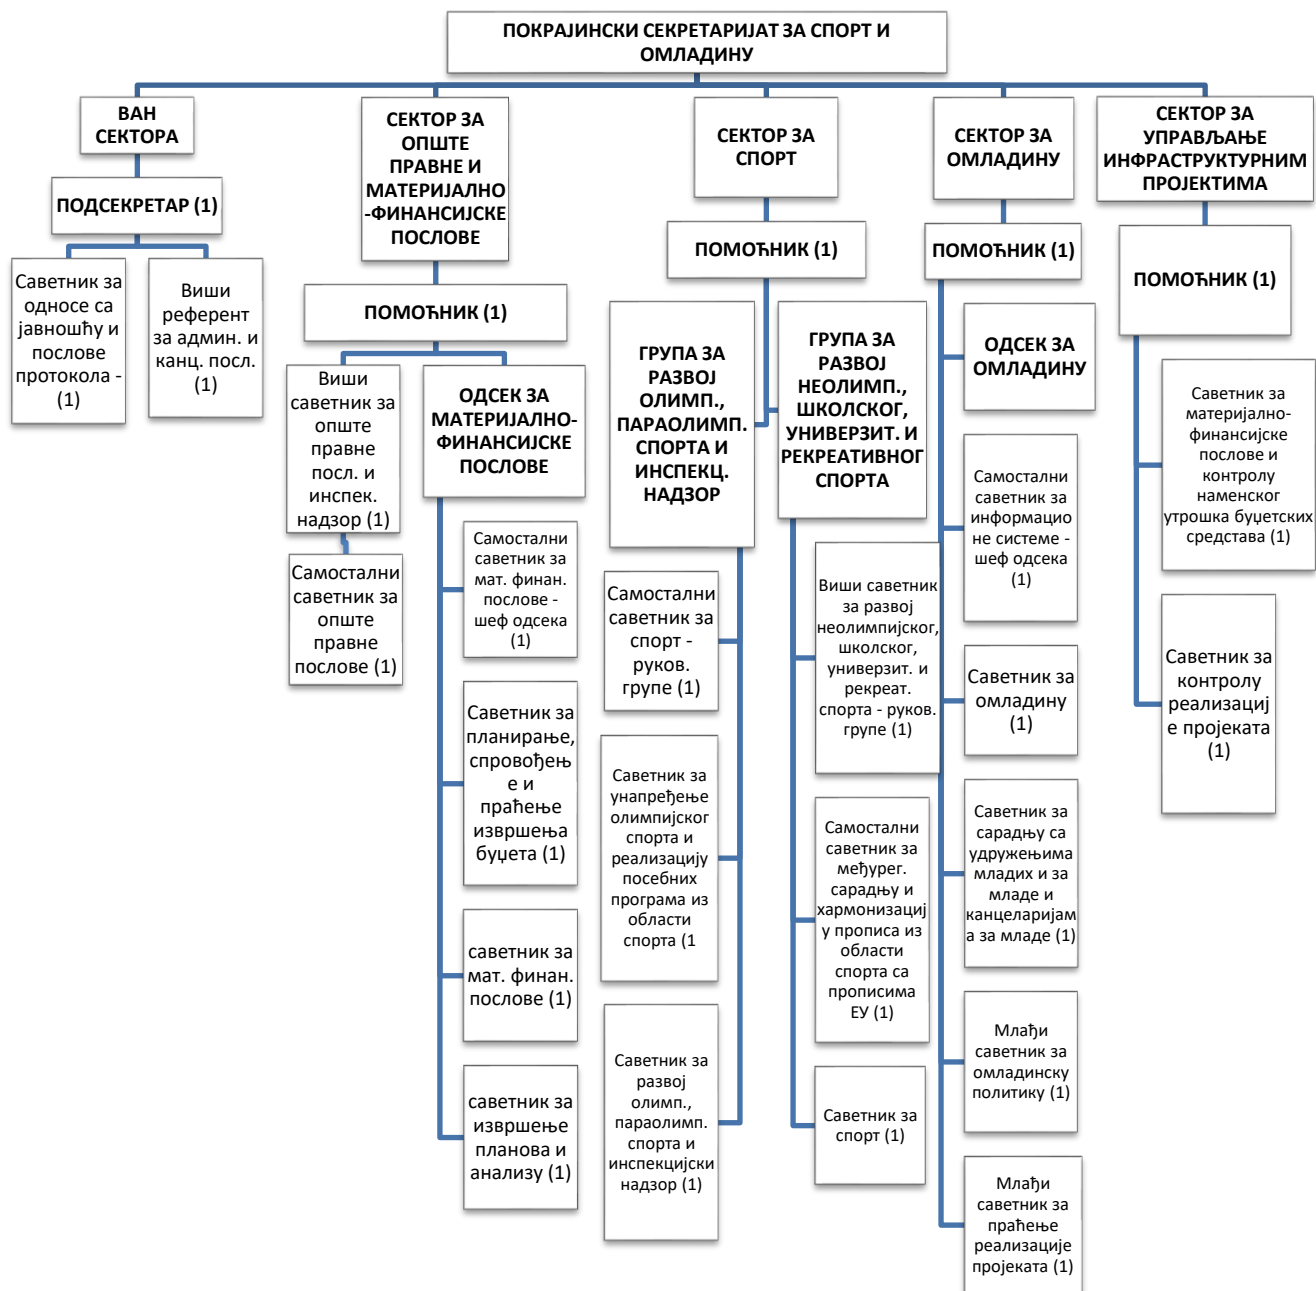 ПОКРАЈИНСКИ СЕКРЕТАРИЈАТ ЗА СПОРТ И
ОМЛАДИНУ
ВАН
СЕКТОРА
ПОДСЕКРЕТАР (1)
Саветник за
односе са
јавношћу и
послове
протокола -
(1)
Виши
референт
за админ. и
канц. посл.
(1)
СЕКТОР ЗА
ОПШТЕ
ПРАВНЕ И
МАТЕРИЈАЛНО
-ФИНАНСИЈСКЕ
ПОСЛОВЕ
ПОМОЋНИК (1)
Виши
саветник за
опште
правне
посл. и
инспек.
надзор (1)
Самостални
саветник за
опште
правне
послове (1)
ОДСЕК ЗА
МАТЕРИЈАЛНО-
ФИНАНСИЈСКЕ
ПОСЛОВЕ
Самостални
саветник за
мат. финан.
послове -
шеф одсека
(1)
Саветник за
планирање,
спровођењ
е и
праћење
извршења
буџета (1)
саветник за
мат. финан.
послове (1)
саветник за
извршење
планова и
анализу (1)
СЕКТОР ЗА
СПОРТ
ПОМОЋНИК (1)
ГРУПА ЗА
РАЗВОЈ
ОЛИМП.,
ПАРАОЛИМП.
СПОРТА И
ИНСПЕКЦ.
НАДЗОР
Самостални
саветник за
спорт -
руков.
групе (1)
Саветник за
унапређење
олимпијског
спорта и
реализацију
посебних
програма из
области
спорта (1
Саветник за
развој
олимп.,
параолимп.
спорта и
инспекцијски
надзор (1)
ГРУПА ЗА
РАЗВОЈ
НЕОЛИМП.,
ШКОЛСКОГ,
УНИВЕРЗИТ. И
РЕКРЕАТИВНОГ
СПОРТА
Виши саветник
за развој
неолимпијског,
школског,
универзит. и
рекреат.
спорта - руков.
групе (1)
Самостални
саветник за
међурег.
сарадњу и
хармонизациј
у прописа из
области
спорта са
прописима
ЕУ (1)
Саветник за
спорт (1)
СЕКТОР ЗА
ОМЛАДИНУ
ПОМОЋНИК (1)
ОДСЕК ЗА
ОМЛАДИНУ
Самостални
саветник за
информацио
не системе -
шеф одсека
(1)
Саветник за
омладину
(1)
Саветник за
сарадњу са
удружењима
младих и за
младе и
канцеларијам
а за младе (1)
Млађи
саветник за
омладинску
политику (1)
Млађи
саветник за
праћење
реализације
пројеката (1)
СЕКТОР ЗА
УПРАВЉАЊЕ
ИНФРАСТРУКТУРНИМ
ПРОЈЕКТИМА
ПОМОЋНИК (1)
Саветник за
материјално-
финансијске
послове и
контролу
наменског
утрошка буџетских
средстава (1)
Саветник за
контролу
реализациј
е пројеката
(1)